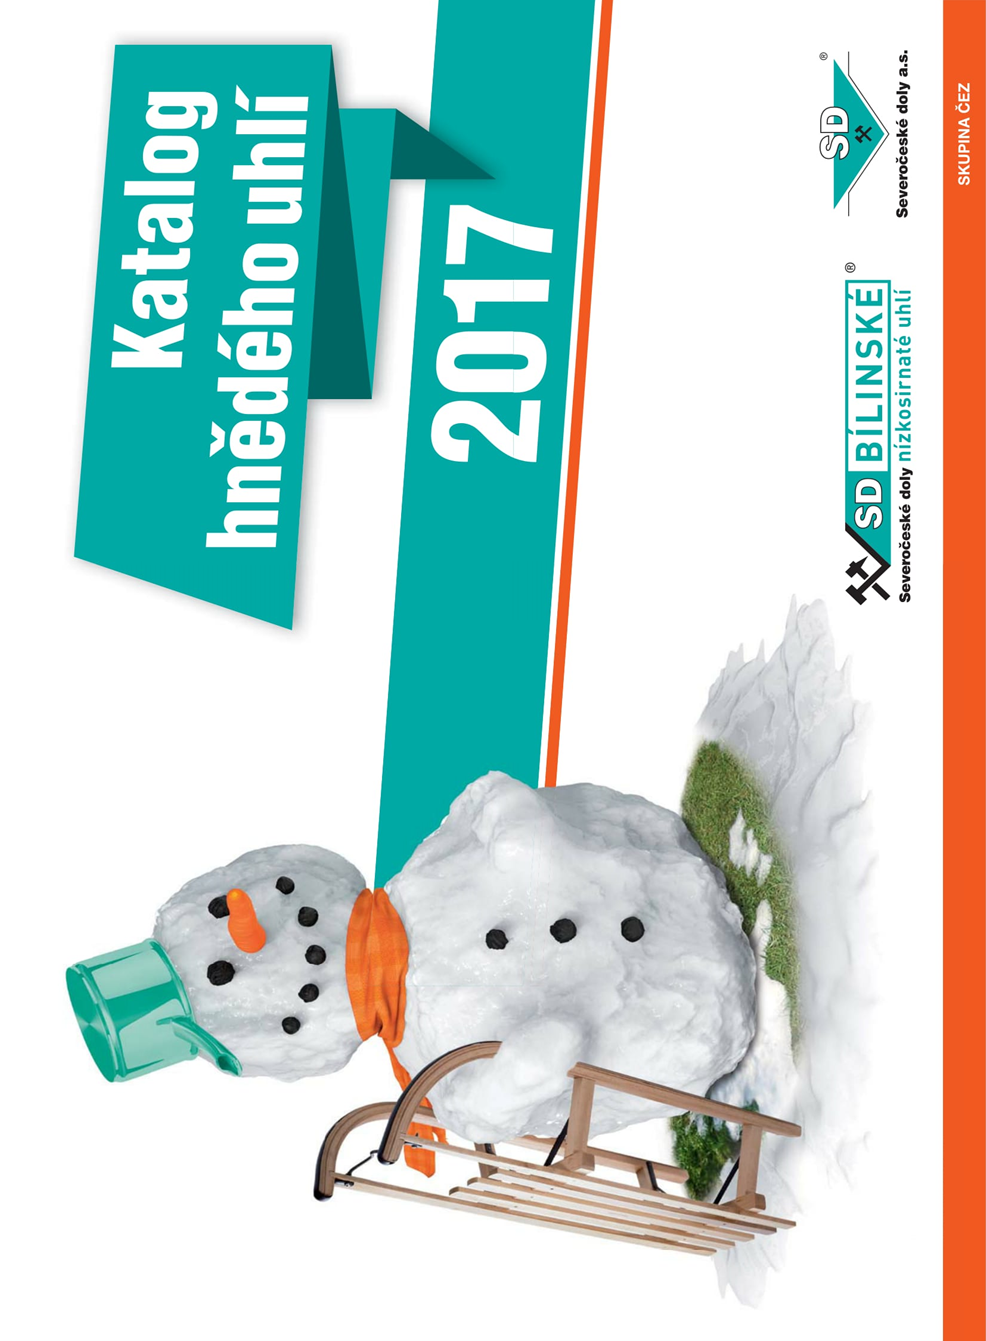 Katalog
hnědého uhlí
2017
SD BÍLINSKÉ ®
Severočeské doly nízkosirnaté uhlí
SD ®
Severočeské doly a.s.
SKUPINA ČEZ